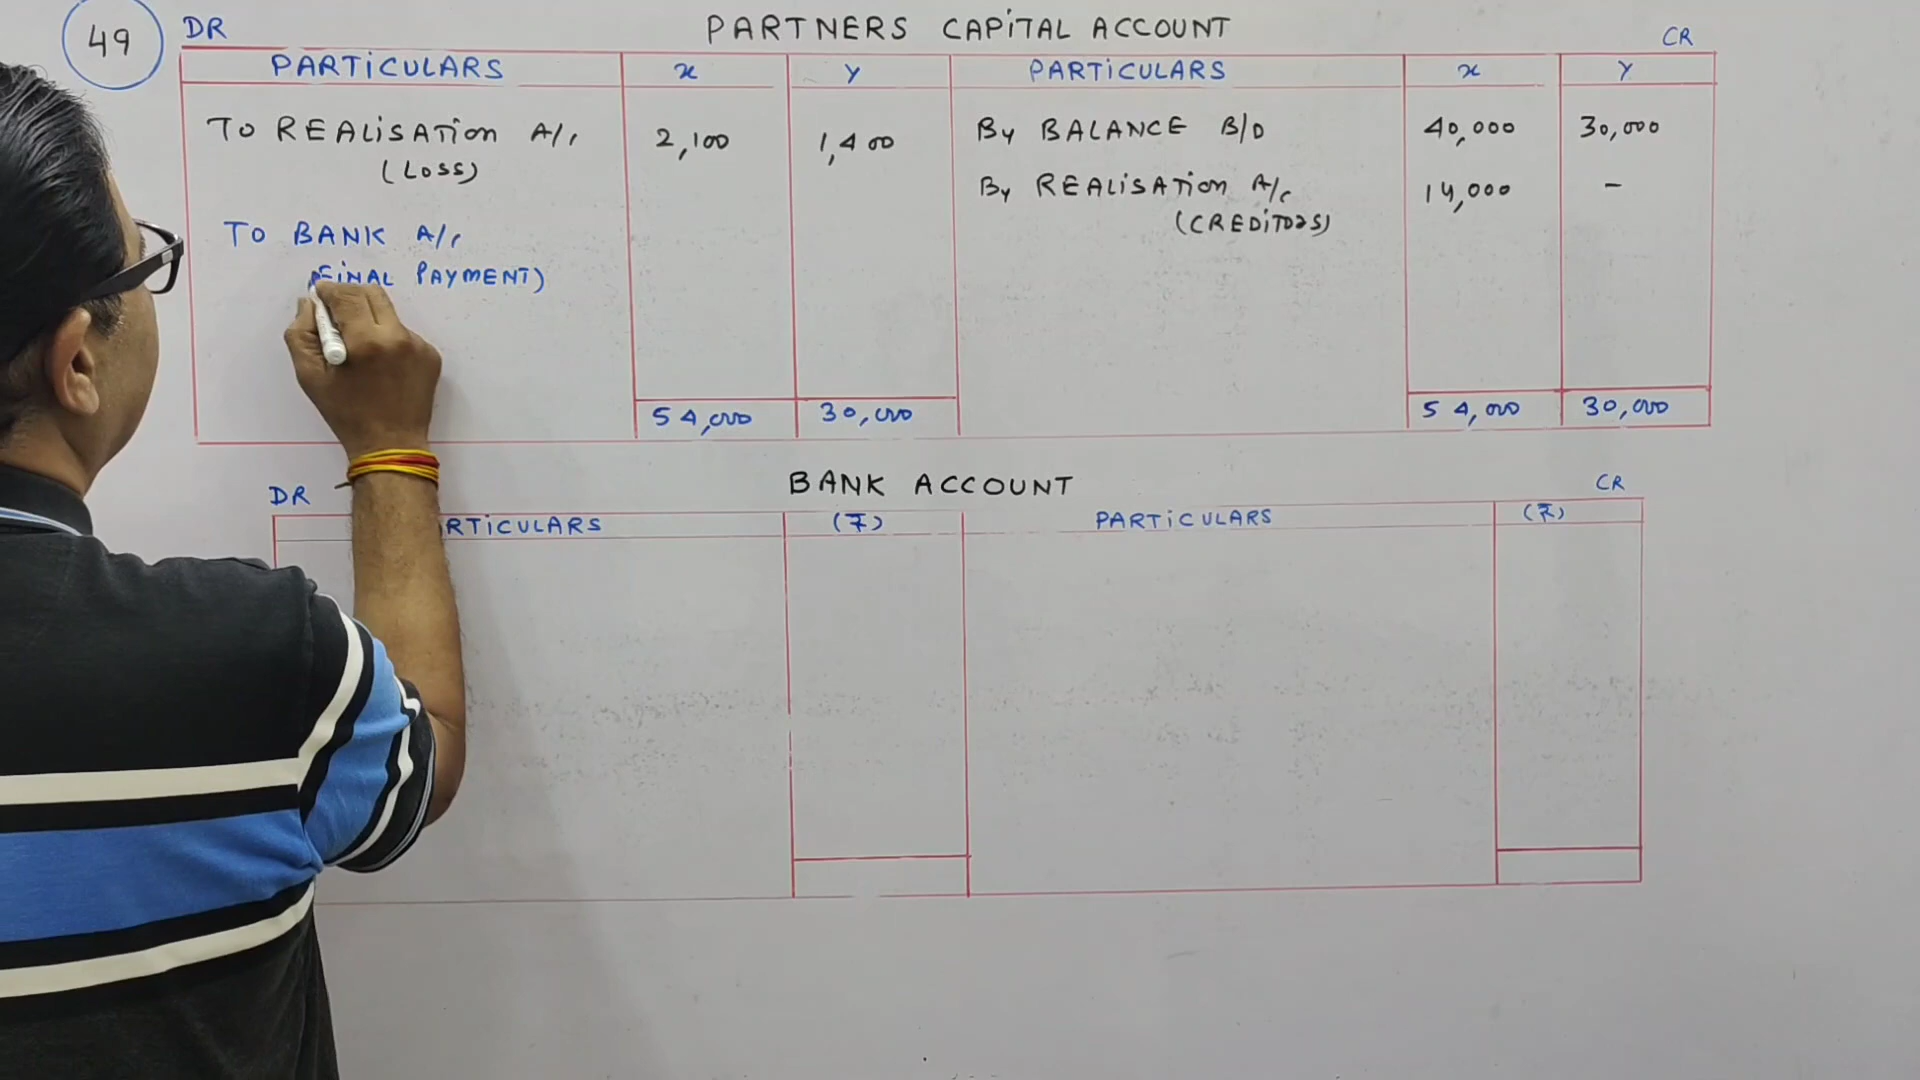 49
DR PARTNERS CAPITAL ACCOUNT CR
PARTICULARS x y PARTICULARS x y
TO REALISATION A/c 2,100 1,400 By BALANCE B/D 40,000 30,000
(LOSS)
By REALISATION A/c 14,000 -
(CREDITORS)
TO BANK A/c
FINAL PAYMENT)
54,000 30,000 54,000 30,000
DR BANK ACCOUNT CR
RTICULARS (₹) PARTICULARS (₹)